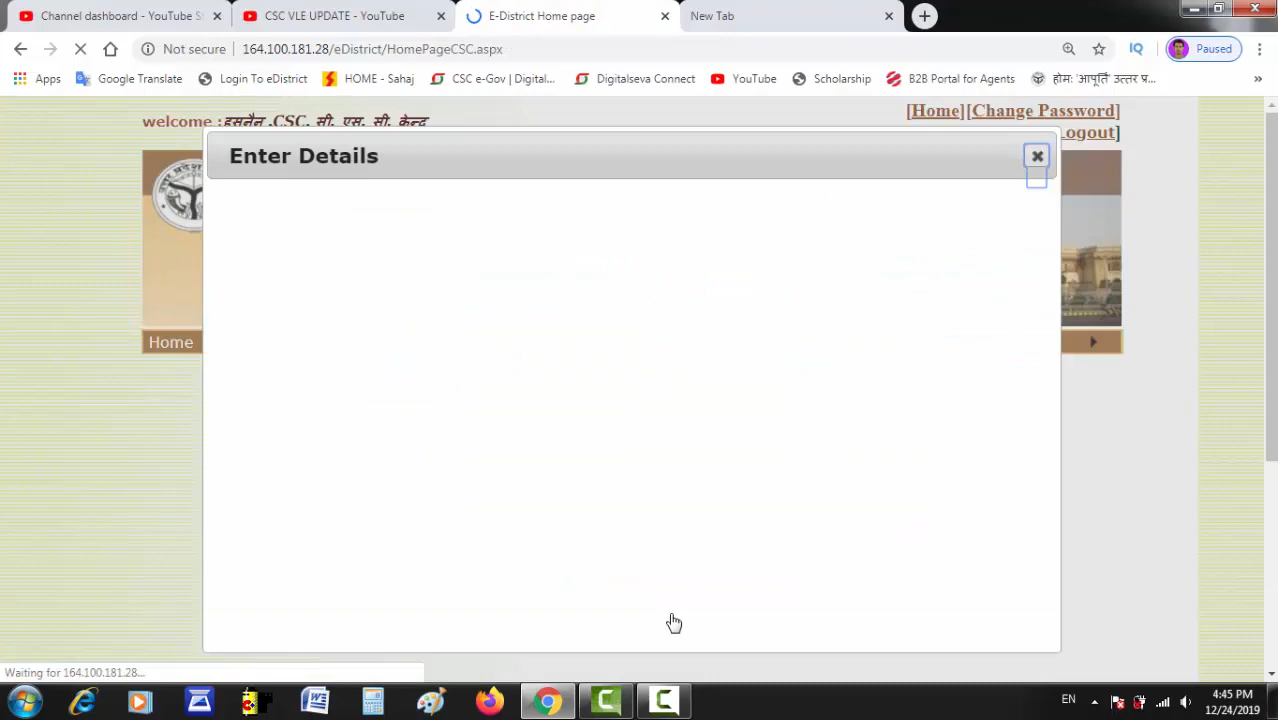 Channel dashboard - YouTube St
CSC VLE UPDATE - YouTube
E-District Home page
New Tab
Not secure
164.100.181.28/eDistrict/HomePageCSC.aspx
Paused
Apps
Google Translate
Login To eDistrict
HOME - Sahaj
CSC e-Gov | Digital...
Digitalseva Connect
YouTube
Scholarship
B2B Portal for Agents
होम: 'आपूर्ति' उत्तर प्र...
»
welcome :हसनैन .CSC. सी. एस. सी. केन्द्र
[Home][Change Password]
Logout]
Enter Details
Home
Waiting for 164.100.181.28...
EN
4:45 PM
12/24/2019